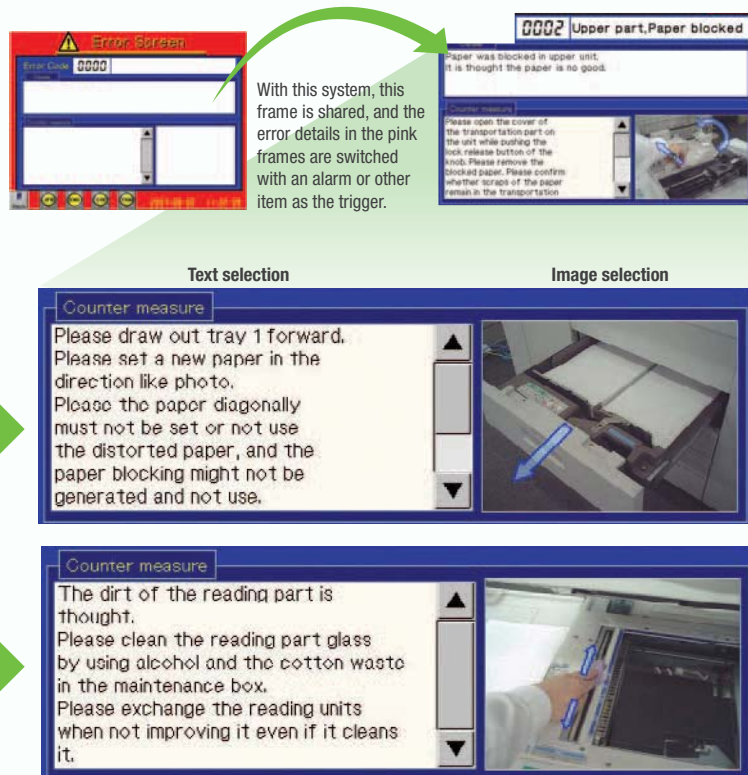 Error Screen
Error Code 0000
0002 Upper part,Paper blocked
Paper was blocked in upper unit.
It is thought the paper is no good.
With this system, this
frame is shared, and the
error details in the pink
frames are switched
with an alarm or other
item as the trigger.
Counter measure
Please open the cover of
the transportation part on
the unit while pushing the
lock release button of the
knob. Please remove the
blocked paper. Please confirm
whether scraps of the paper
remain in the transportation
Text selection
Image selection
Counter measure
Please draw out tray 1 forward.
Please set a new paper in the
direction like photo.
Please the paper diagonally
must not be set or not use
the distorted paper, and the
paper blocking might not be
generated and not use.
Counter measure
The dirt of the reading part is
thought.
Please clean the reading part glass
by using alcohol and the cotton waste
in the maintenance box.
Please exchange the reading units
when not improving it even if it cleans
it.